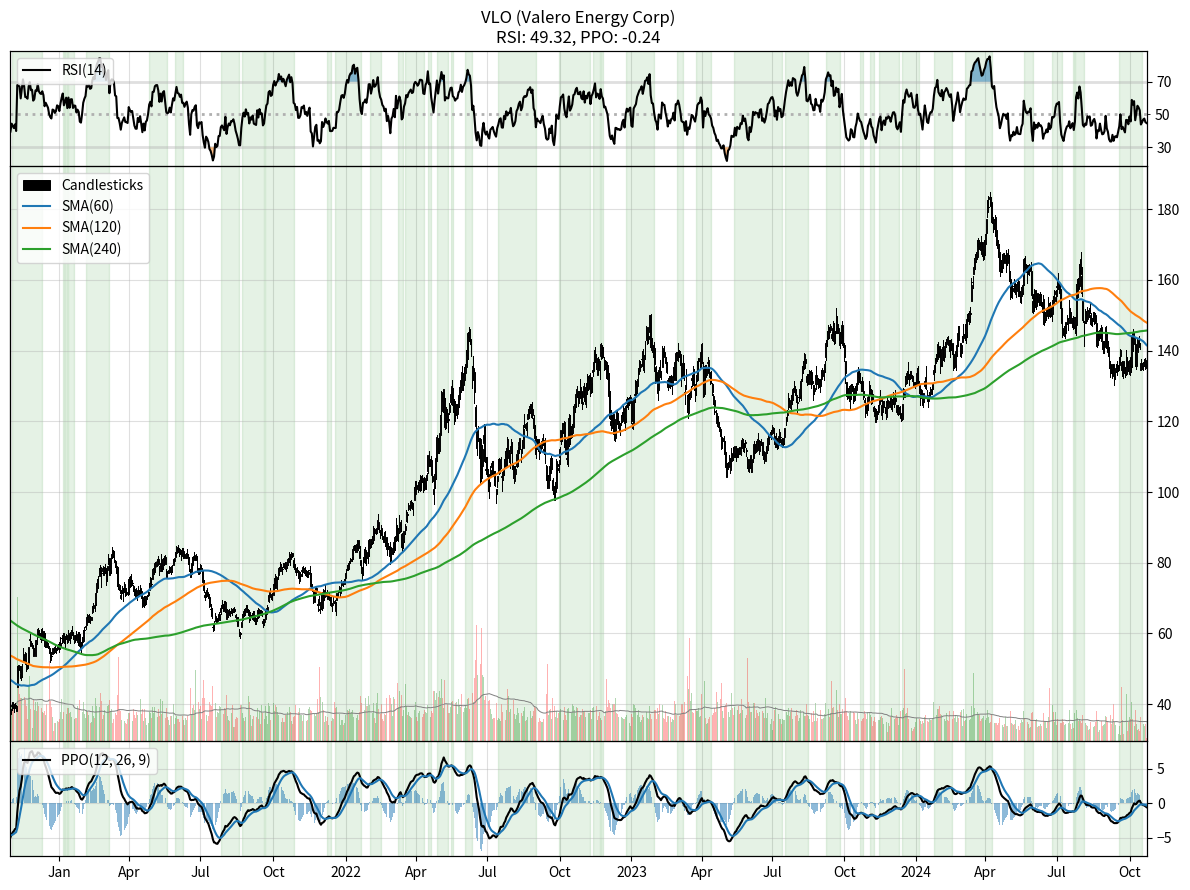 VLO (Valero Energy Corp)
RSI: 49.32, PPO: -0.24
RSI(14)
70
50
30
Candlesticks
SMA(60)
SMA(120)
SMA(240)
180
160
140
120
100
80
60
40
PPO(12, 26, 9)
5
0
−5
Jan Apr Jul Oct 2022 Apr Jul Oct 2023 Apr Jul Oct 2024 Apr Jul Oct